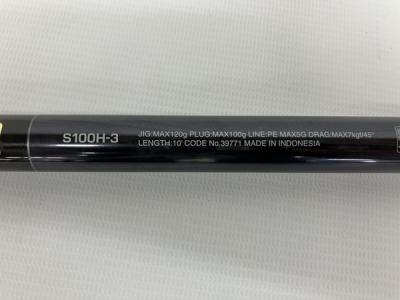 S100H-3
JIG:MAX120g PLUG:MAX100g LINE:PE MAX5G DRAG:MAX7kgf/45°
LENGTH:10' CODE No.39771 MADE IN INDONESIA